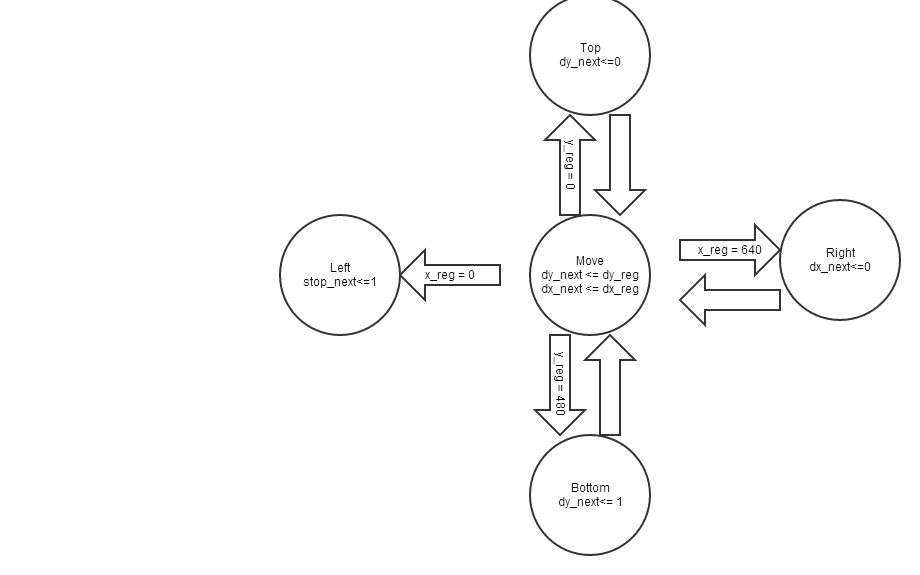 Top
dy_next<=0
y_reg = 0
Move
dy_next <= dy_reg
dx_next <= dx_reg
x_reg = 640
Right
dx_next<=0
Left
stop_next<=1
x_reg = 0
y_reg = 480
Bottom
dy_next<= 1